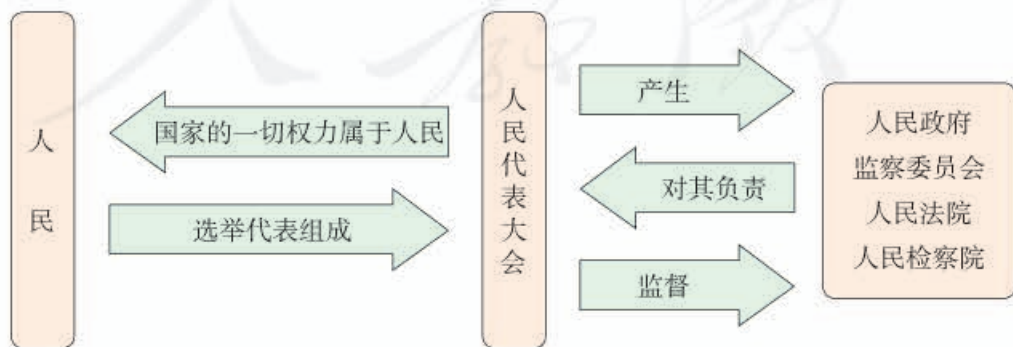 人民
国家的一切权力属于人民
选举代表组成
人民代表大会
产生
对其负责
监督
人民政府
监察委员会
人民法院
人民检察院